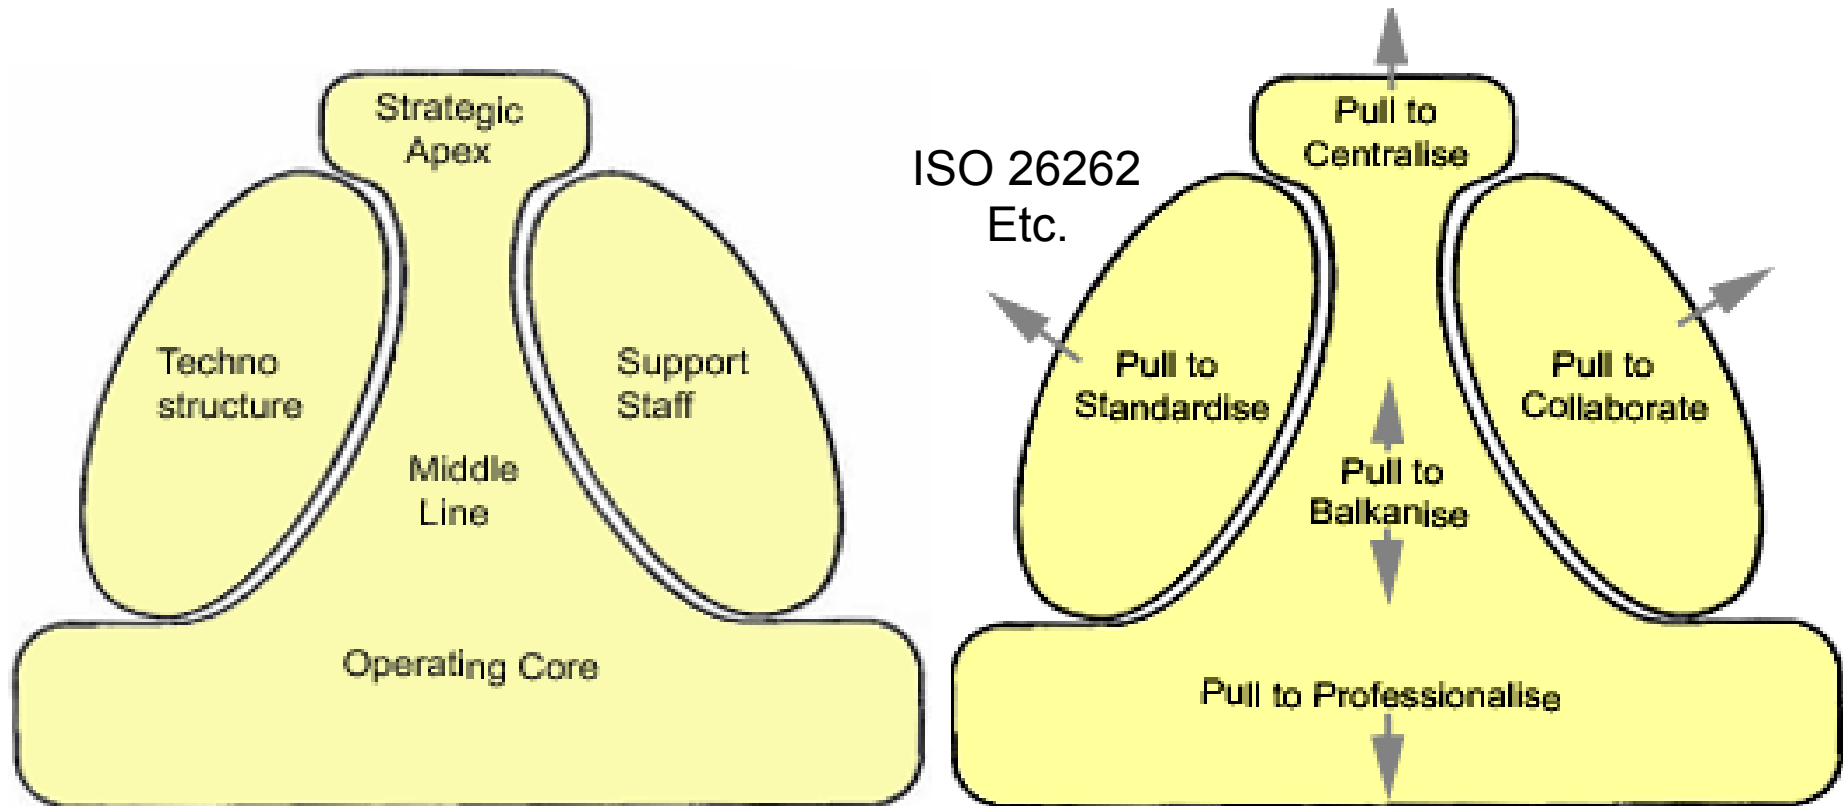 Strategic
Apex
Techno
structure
Support
Staff
Middle
Line
Operating Core
ISO 26262
Etc.
Pull to
Centralise
Pull to
Standardise
Pull to
Collaborate
Pull to
Balkanise
Pull to Professionalise